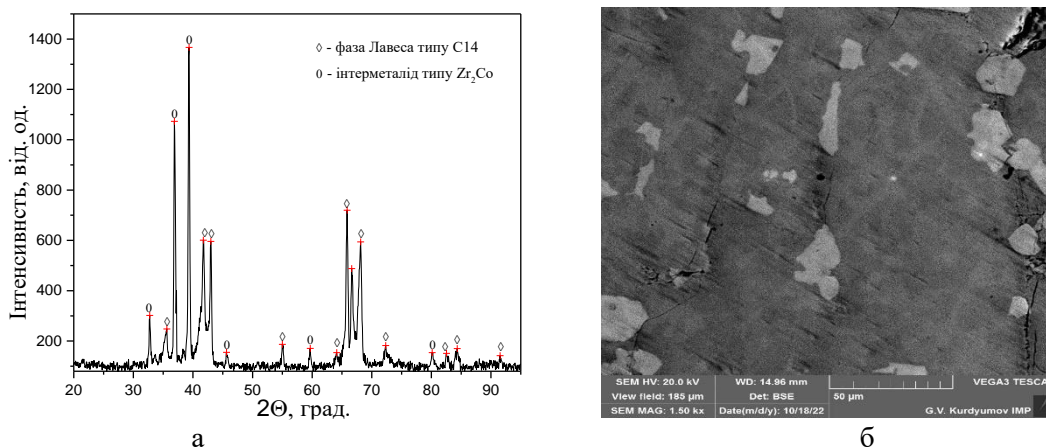 Інтенсивнсть, від. од.
1400
1200
1000
800
600
400
200
20 30 40 50 60 70 80 90
2Θ, град.
◊ - фаза Лавеса типу С14
0 - інтерметалід типу Zr₂Co
а
SEM HV: 20.0 kV WD: 14.96 mm VEGA3 TESCA
View field: 185 µm Det: BSE 50 µm
SEM MAG: 1.50 kx Date(m/d/y): 10/18/22 G.V. Kurdyumov IMP
б